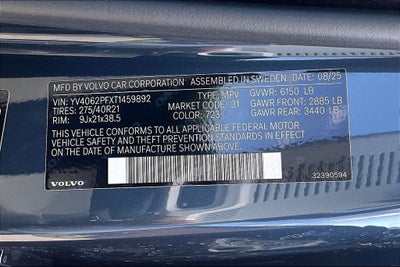 MFD BY VOLVO CAR CORPORATION ASSEMBLED IN SWEDEN 08/25
VIN: YV4062PFXT1459892 TYPE: MPV GVWR: 6150 LB
TIRES: 275/40R21 MARKET CODE: 31 GAWR FRONT: 2885 LB
RIM: 9Jx21x38.5 COLOR: 723 GAWR REAR: 3440 LB
THIS VEHICLE CONFORMS TO ALL APPLICABLE FEDERAL MOTOR
VEHICLE SAFETY AND THEFT PREVENTION STANDARDS IN EFFECT ON THE
DATE OF MANUFACTURE SHOWN ABOVE
VOLVO 32390594